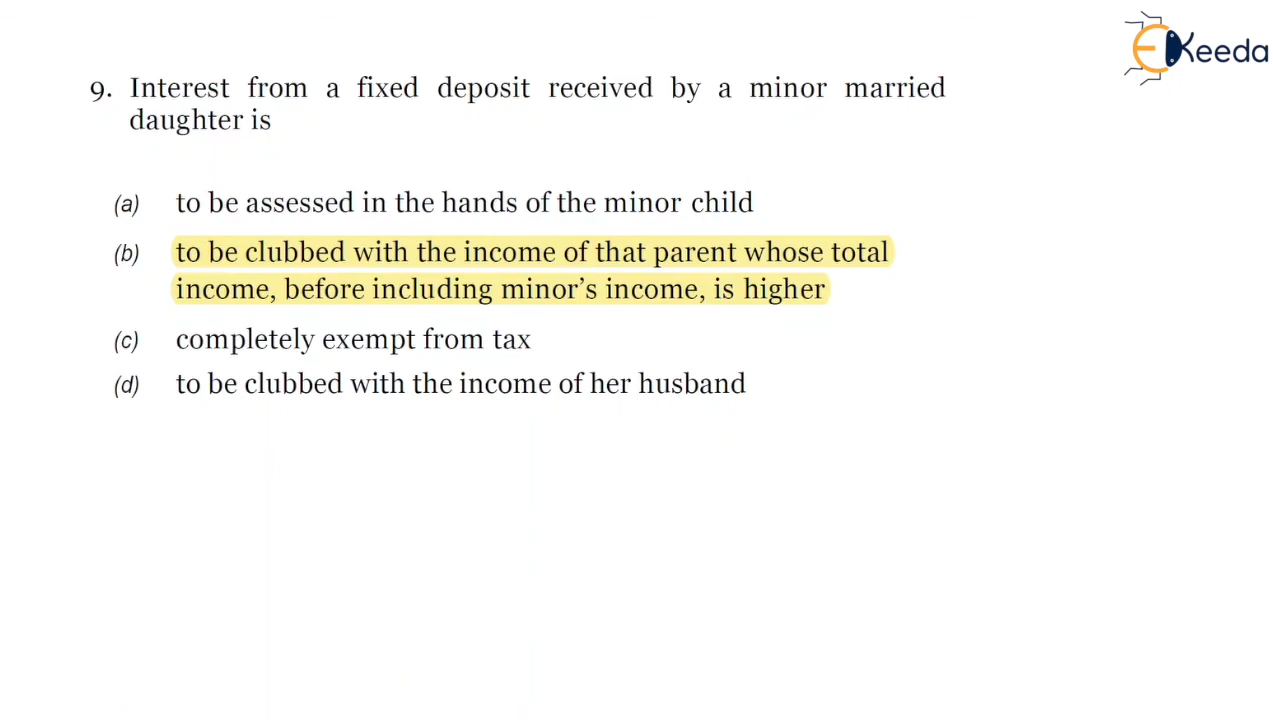 Keeda
9. Interest from a fixed deposit received by a minor married
daughter is
(a) to be assessed in the hands of the minor child
(b) to be clubbed with the income of that parent whose total
income, before including minor’s income, is higher
(c) completely exempt from tax
(d) to be clubbed with the income of her husband